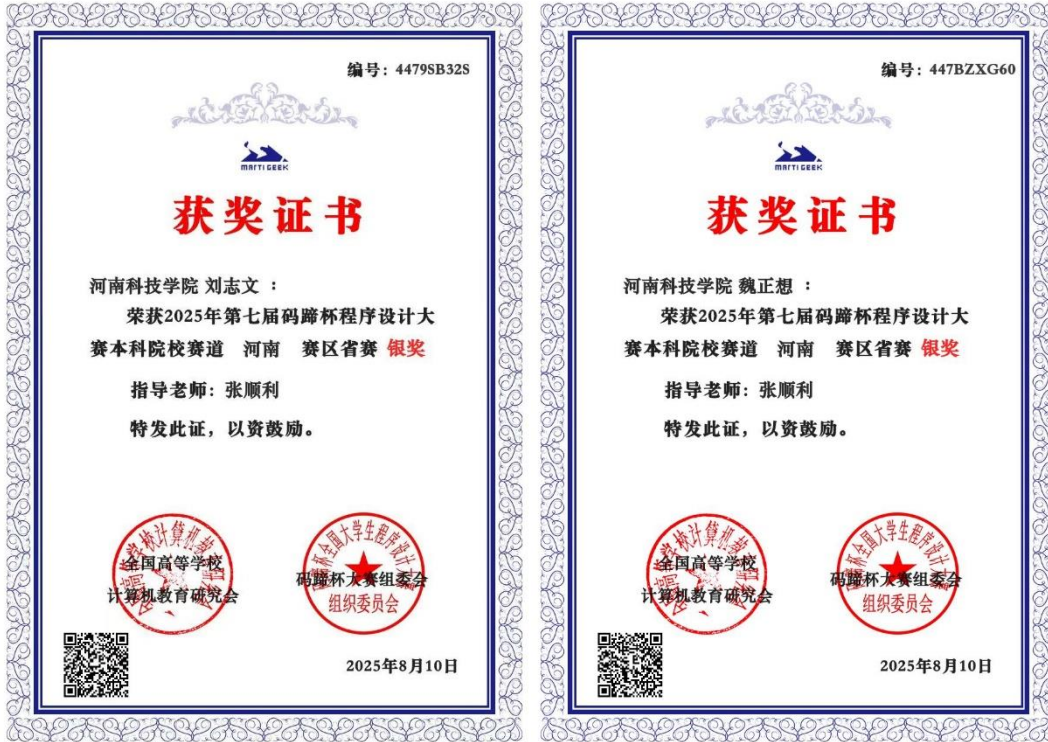 编号：4479SB32S
MARTI GEEK
获奖证书
河南科技学院 刘志文 ：
荣获2025年第七届码蹄杯程序设计大
赛本科院校赛道 河南 赛区省赛 银奖
指导老师：张顺利
特发此证，以资鼓励。
全国高等学校
计算机教育研究会
码蹄杯大赛组委会
组织委员会
2025年8月10日
编号：447BZXG60
MARTI GEEK
获奖证书
河南科技学院 魏正想 ：
荣获2025年第七届码蹄杯程序设计大
赛本科院校赛道 河南 赛区省赛 银奖
指导老师：张顺利
特发此证，以资鼓励。
全国高等学校
计算机教育研究会
码蹄杯大赛组委会
组织委员会
2025年8月10日